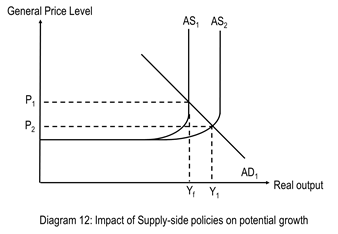 General Price Level
AS1 AS2
P1
P2
AD1
Yf Y1
Real output
Diagram 12: Impact of Supply-side policies on potential growth